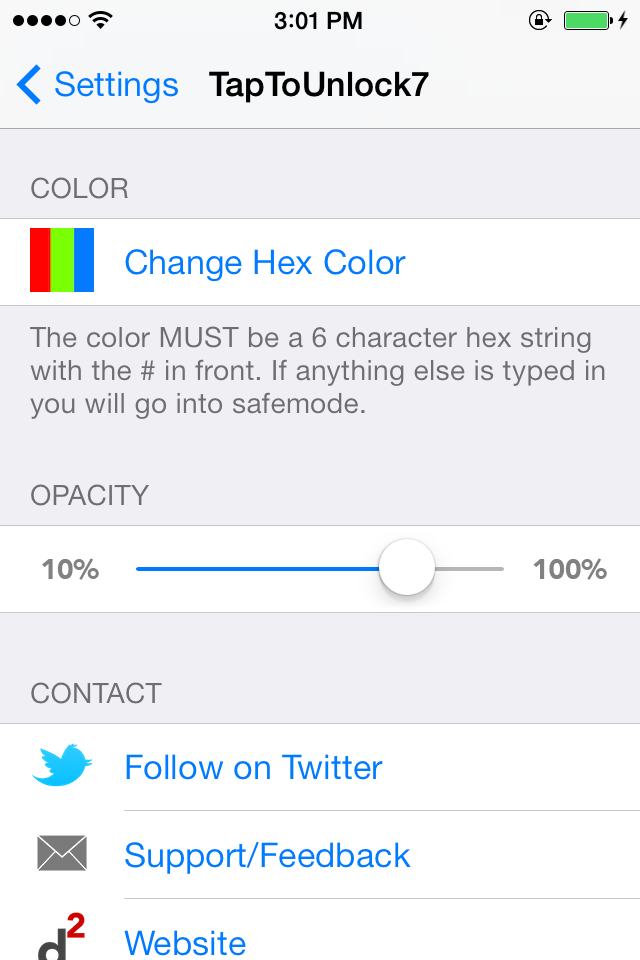 3:01 PM
Settings TapToUnlock7
COLOR
Change Hex Color
The color MUST be a 6 character hex string
with the # in front. If anything else is typed in
you will go into safemode.
OPACITY
10% 100%
CONTACT
Follow on Twitter
Support/Feedback
d2 Website